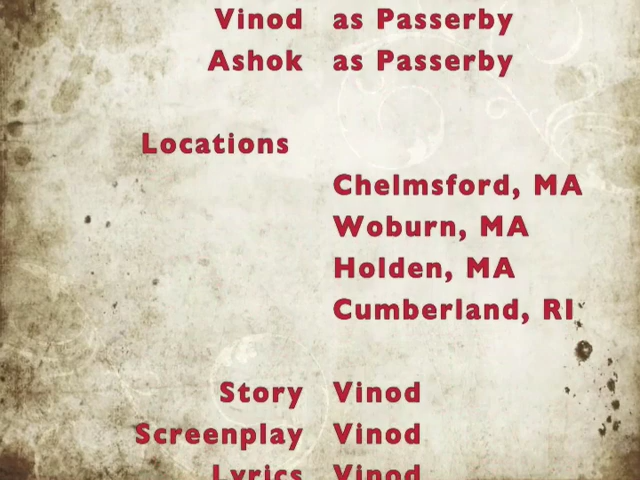 Vinod as Passerby
Ashok as Passerby
Locations
Chelmsford, MA
Woburn, MA
Holden, MA
Cumberland, RI
Story Vinod
Screenplay Vinod
Lyrics Vinod